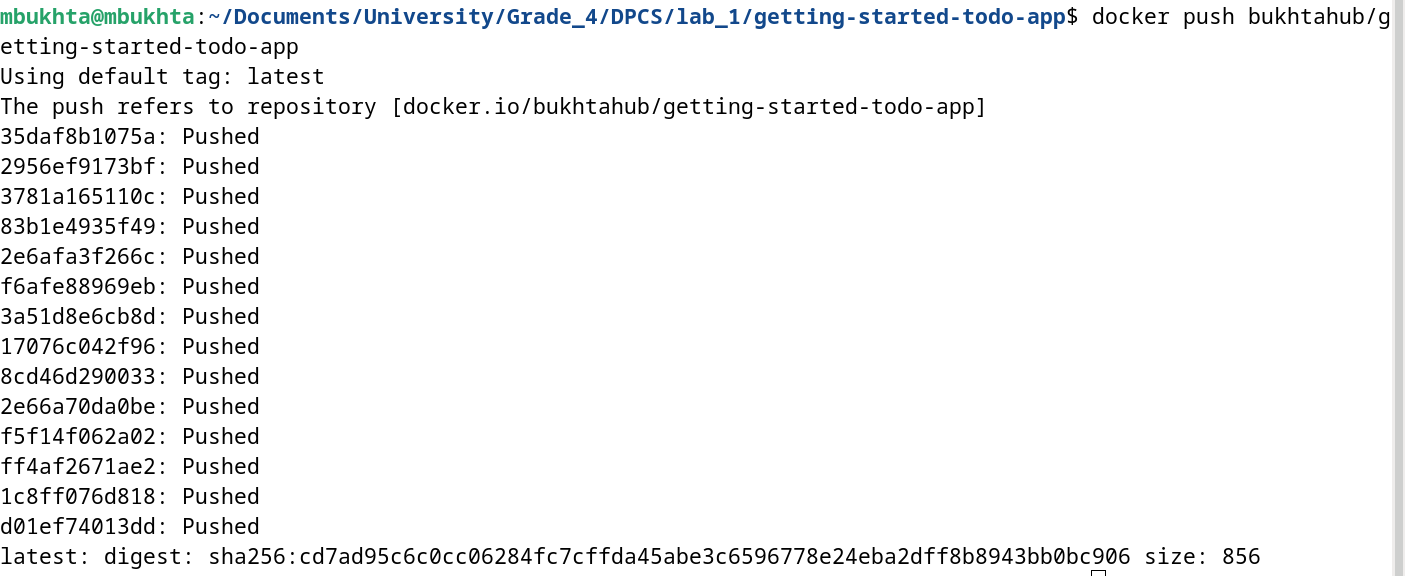 mbukhta@mbukhta:~/Documents/University/Grade_4/DPCS/lab_1/getting-started-todo-app$ docker push bukhtahub/g
etting-started-todo-app
Using default tag: latest
The push refers to repository [docker.io/bukhtahub/getting-started-todo-app]
35daf8b1075a: Pushed
2956ef9173bf: Pushed
3781a165110c: Pushed
83b1e4935f49: Pushed
2e6afa3f266c: Pushed
f6afe88969eb: Pushed
3a51d8e6cb8d: Pushed
17076c042f96: Pushed
8cd46d290033: Pushed
2e66a70da0be: Pushed
f5f14f062a02: Pushed
ff4af2671ae2: Pushed
1c8ff076d818: Pushed
d01ef74013dd: Pushed
latest: digest: sha256:cd7ad95c6c0cc06284fc7cffda45abe3c6596778e24eba2dff8b8943bb0bc906 size: 856